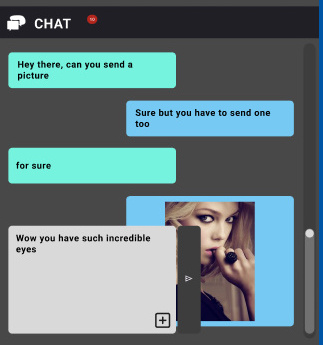 CHAT
10
Hey there, can you send a
picture
Sure but you have to send one
too
for sure
Wow you have such incredible
eyes